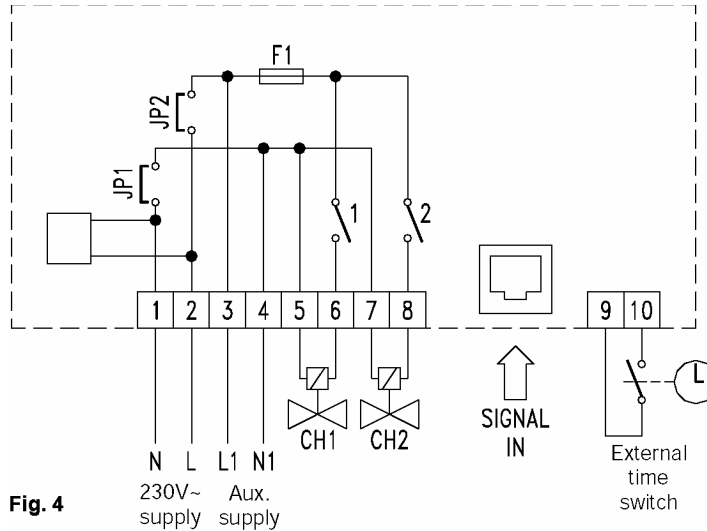 F1
JP2
JP1
1 2
1 2 3 4 5 6 7 8 9 10
CH1 CH2
SIGNAL
IN
External
time
switch
N L L1 N1
230V~
supply
Aux.
supply
Fig. 4